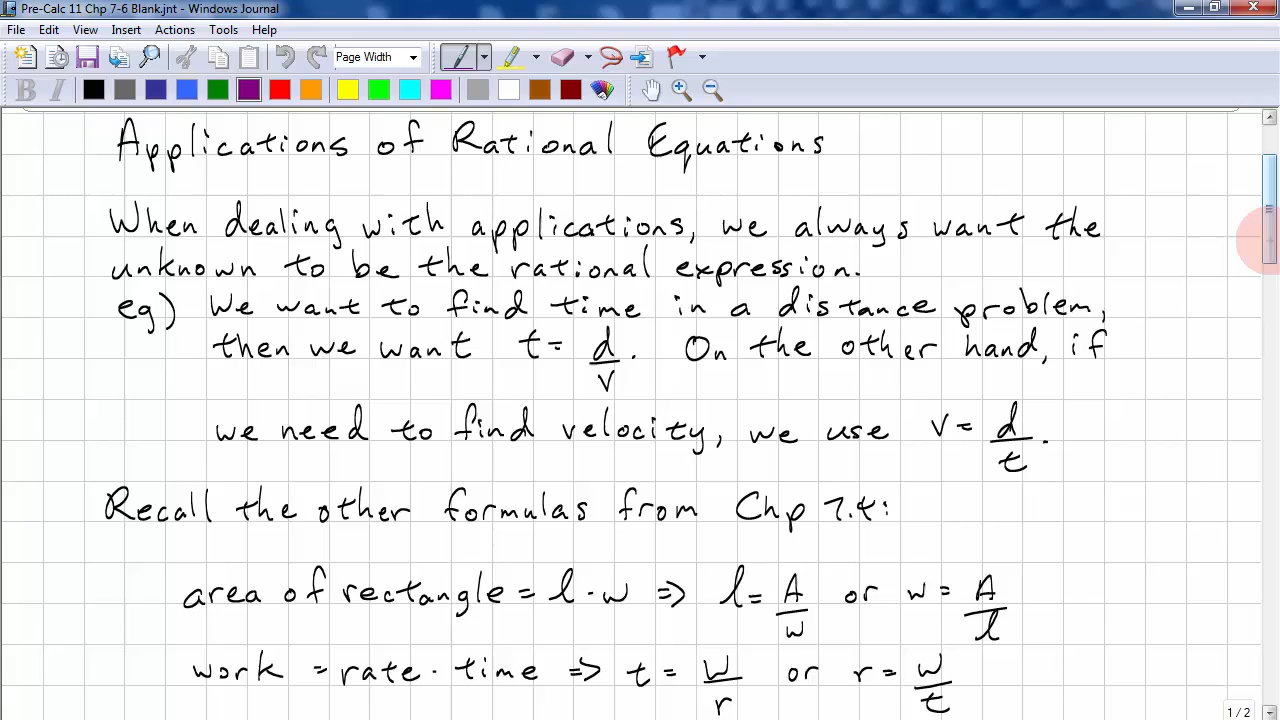 Pre-Calc 11 Chp 7-6 Blank.jnt - Windows Journal
File Edit View Insert Actions Tools Help
Page Width
B I
Applications of Rational Equations
When dealing with applications, we always want the
unknown to be the rational expression.
eg) We want to find time in a distance problem,
then we want t = d/v. On the other hand, if
we need to find velocity, we use v = d/t.
Recall the other formulas from Chp 7.4:
area of rectangle = l · w ⇒ l = A/w or w = A/l
work = rate · time ⇒ t = W/r or r = W/t
1 / 2